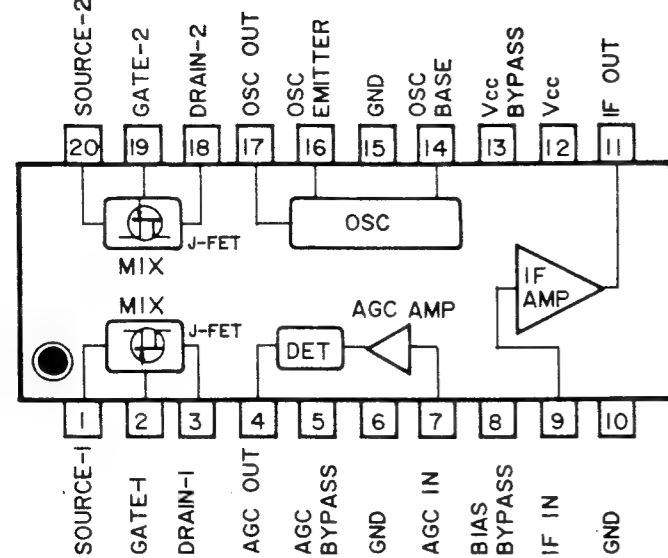 SOURCE-2
GATE-2
DRAIN-2
OSC OUT
OSC
EMITTER
GND
OSC
BASE
Vcc
BYPASS
Vcc
IF OUT
20
19
18
17
16
15
14
13
12
11
J-FET
MIX
OSC
IF
AMP
MIX
J-FET
AGC AMP
DET
1
2
3
4
5
6
7
8
9
10
SOURCE-1
GATE-1
DRAIN-1
AGC OUT
AGC
BYPASS
GND
AGC IN
BIAS
BYPASS
IF IN
GND